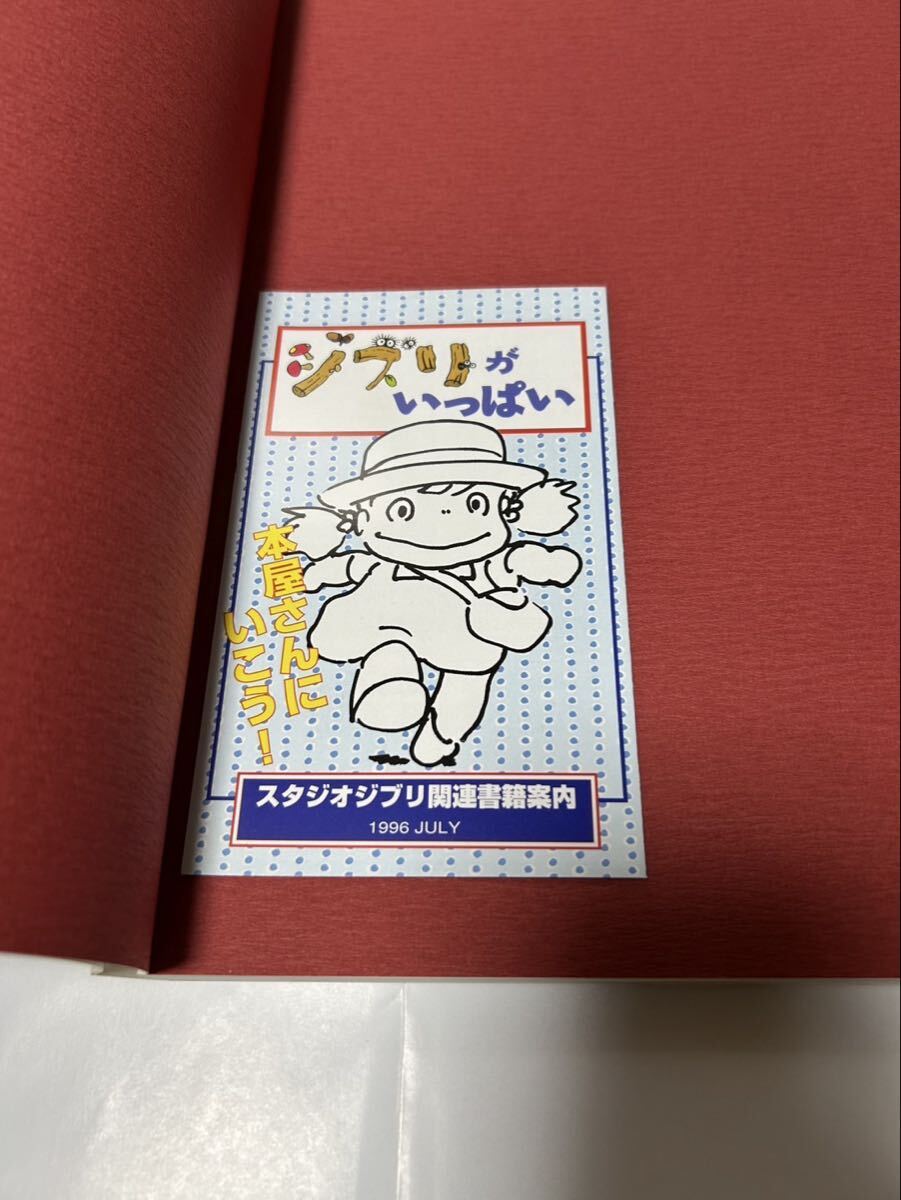 ジブリが
いっぱい
本屋さんに
いこう!
スタジオジブリ関連書籍案内
1996 JULY